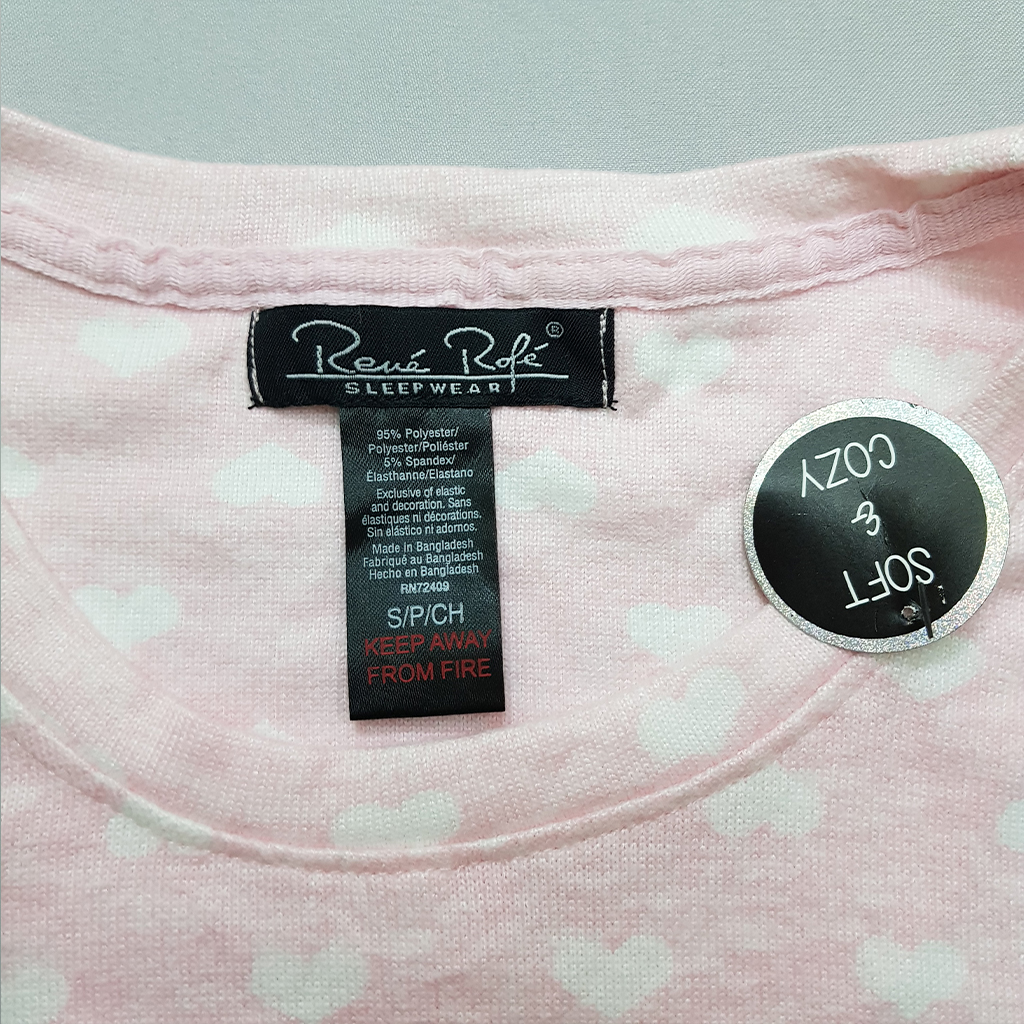 René Rofé®
SLEEPWEAR
95% Polyester/
Polyester/Poliéster
5% Spandex/
Élasthanne/Elastano
Exclusive of elastic
and decoration. Sans
élastiques ni décorations.
Sin elástico ni adornos.
Made in Bangladesh
Fabriqué au Bangladesh
Hecho en Bangladesh
RN72409
S/P/CH
KEEP AWAY
FROM FIRE
SOFT
&
COZY